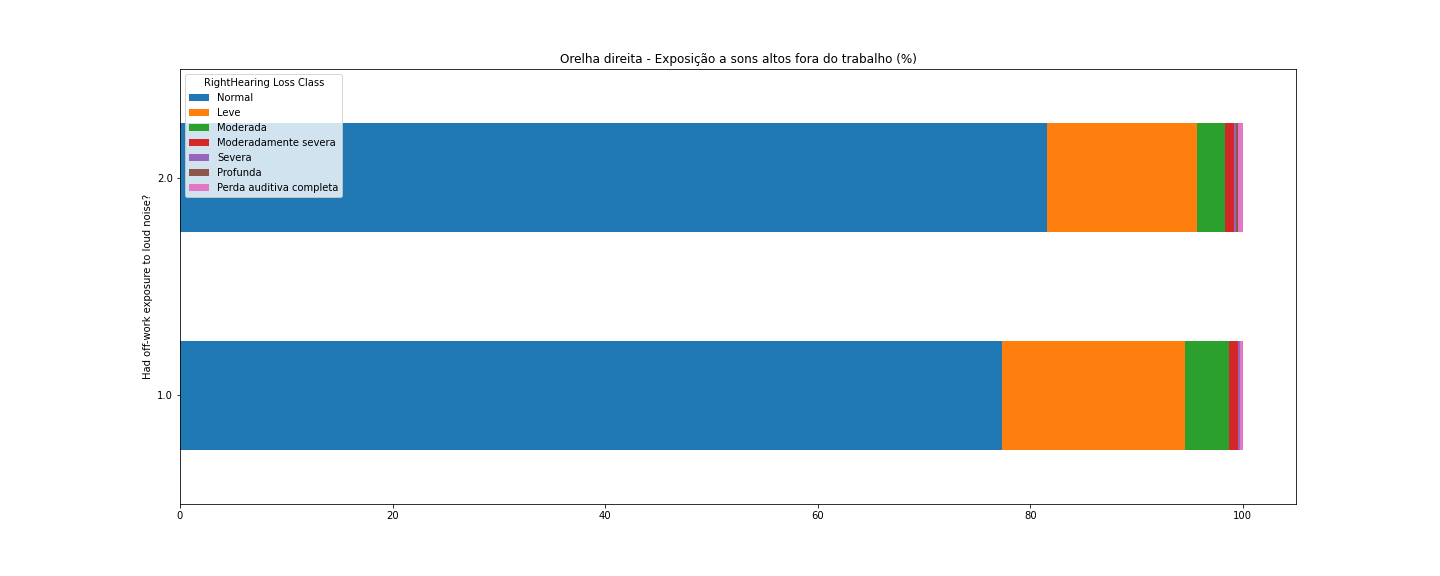 Orelha direita - Exposição a sons altos fora do trabalho (%)
RightHearing Loss Class
Normal
Leve
Moderada
Moderadamente severa
Severa
Profunda
Perda auditiva completa
Had off-work exposure to loud noise?
2.0
1.0
0
20
40
60
80
100